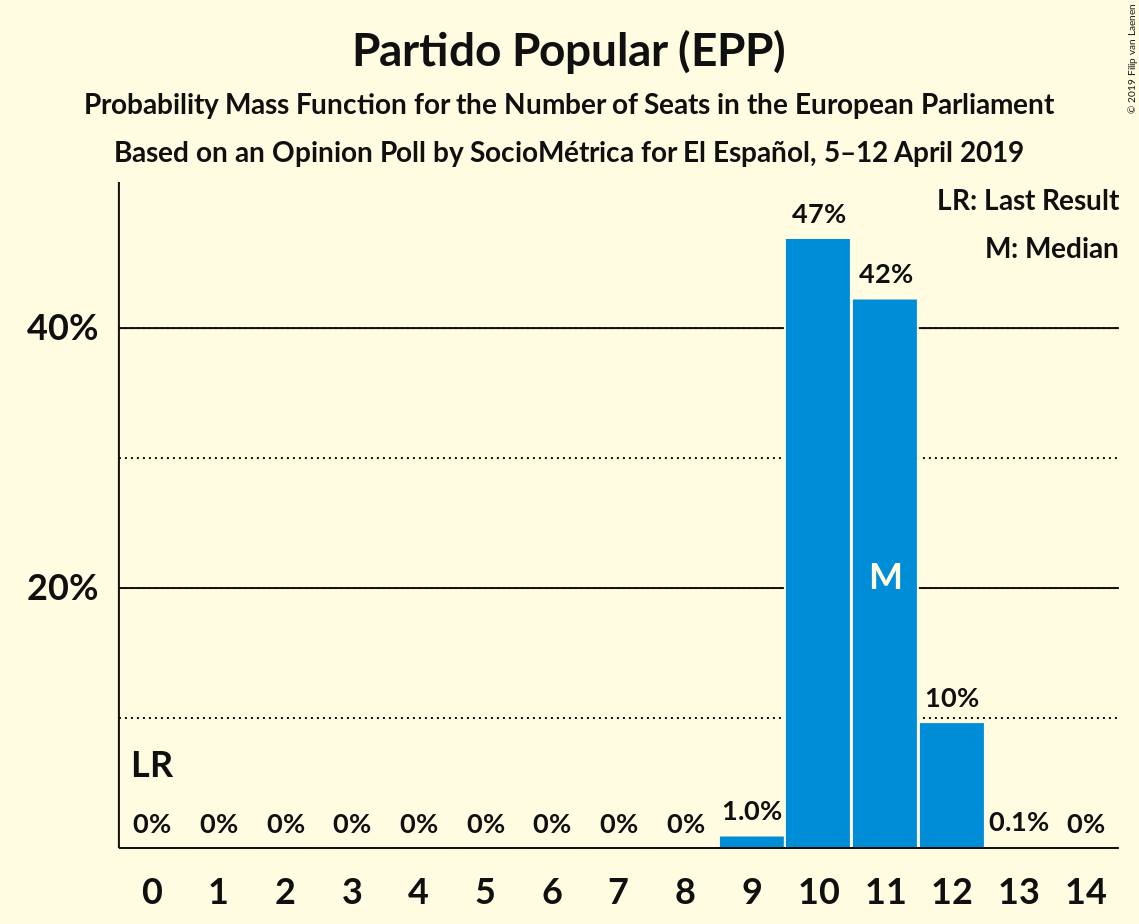 Partido Popular (EPP)
Probability Mass Function for the Number of Seats in the European Parliament
Based on an Opinion Poll by SocioMétrica for El Español, 5–12 April 2019
© 2019 Filip van Laenen
LR: Last Result
M: Median
47%
42%
40%
M
20%
10%
LR
0% 0% 0% 0% 0% 0% 0% 0% 0% 1.0% 0.1% 0%
0 1 2 3 4 5 6 7 8 9 10 11 12 13 14